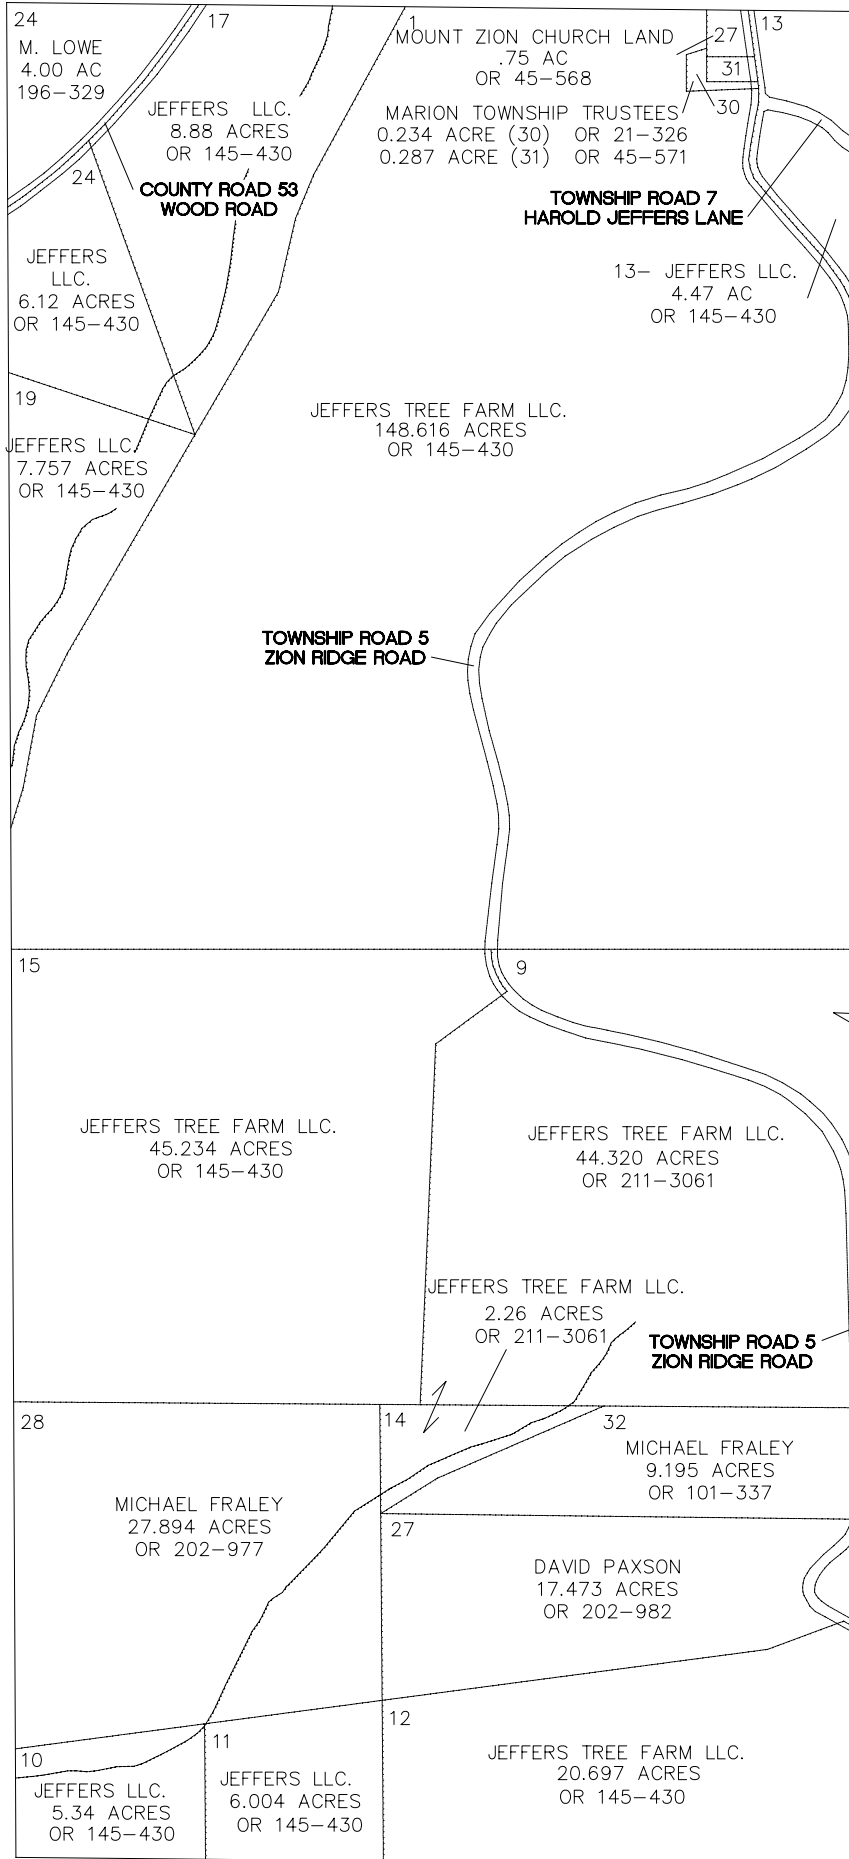 24
M. LOWE
4.00 AC
196-329
17
1
JEFFERS LLC.
8.88 ACRES
OR 145-430
MOUNT ZION CHURCH LAND
.75 AC
OR 45-568
27
13
31
30
MARION TOWNSHIP TRUSTEES
0.234 ACRE (30) OR 21-326
0.287 ACRE (31) OR 45-571
24
COUNTY ROAD 53
WOOD ROAD
TOWNSHIP ROAD 7
HAROLD JEFFERS LANE
JEFFERS
LLC.
6.12 ACRES
OR 145-430
13- JEFFERS LLC.
4.47 AC
OR 145-430
19
JEFFERS LLC.
7.757 ACRES
OR 145-430
JEFFERS TREE FARM LLC.
148.616 ACRES
OR 145-430
TOWNSHIP ROAD 5
ZION RIDGE ROAD
15
9
JEFFERS TREE FARM LLC.
45.234 ACRES
OR 145-430
JEFFERS TREE FARM LLC.
44.320 ACRES
OR 211-3061
JEFFERS TREE FARM LLC.
2.26 ACRES
OR 211-3061
TOWNSHIP ROAD 5
ZION RIDGE ROAD
28
14
32
MICHAEL FRALEY
27.894 ACRES
OR 202-977
MICHAEL FRALEY
9.195 ACRES
OR 101-337
27
DAVID PAXSON
17.473 ACRES
OR 202-982
10
11
12
JEFFERS LLC.
5.34 ACRES
OR 145-430
JEFFERS LLC.
6.004 ACRES
OR 145-430
JEFFERS TREE FARM LLC.
20.697 ACRES
OR 145-430